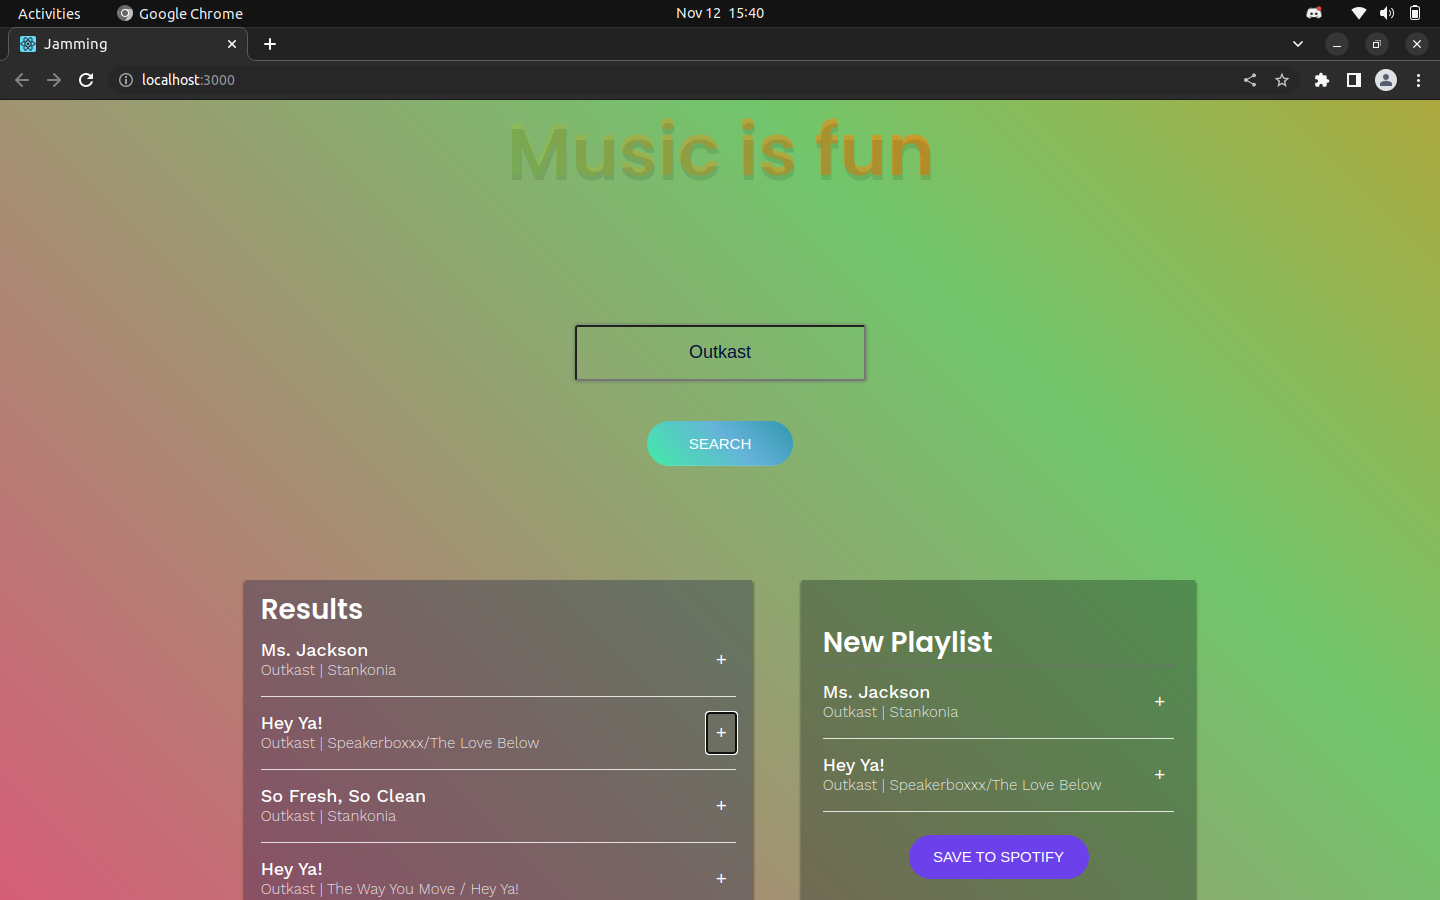 Activities
Google Chrome
Nov 12 15:40
Jamming
localhost:3000
Music is fun
Outkast
SEARCH
Results
Ms. Jackson
Outkast | Stankonia
+
Hey Ya!
Outkast | Speakerboxxx/The Love Below
+
So Fresh, So Clean
Outkast | Stankonia
+
Hey Ya!
Outkast | The Way You Move / Hey Ya!
+
New Playlist
Ms. Jackson
Outkast | Stankonia
+
Hey Ya!
Outkast | Speakerboxxx/The Love Below
+
SAVE TO SPOTIFY